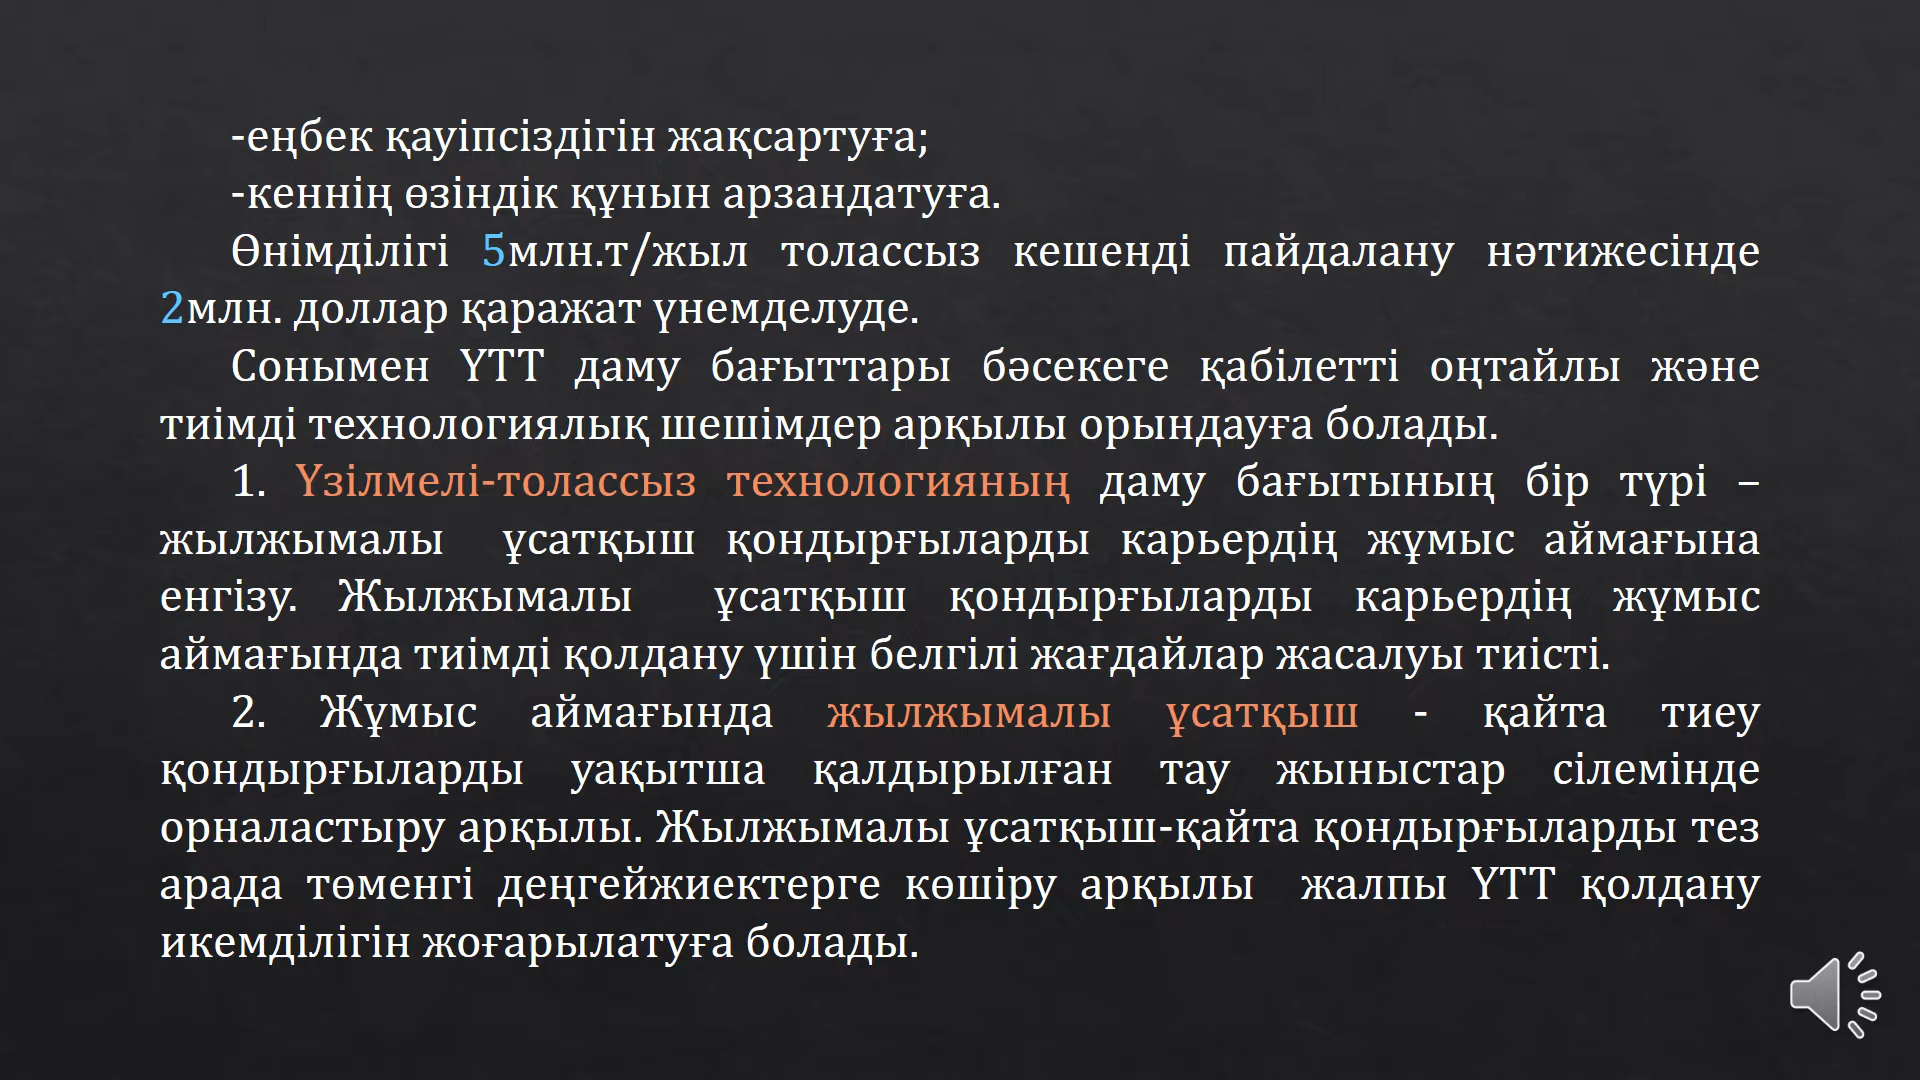 -еңбек қауіпсіздігін жақсартуға;
-кеннің өзіндік құнын арзандатуға.
Өнімділігі 5млн.т/жыл толассыз кешенді пайдалану нәтижесінде
2млн. доллар қаражат үнемделуде.
Сонымен ҮТТ даму бағыттары бәсекеге қабілетті оңтайлы және
тиімді технологиялық шешімдер арқылы орындауға болады.
1. Үзілмелі-толассыз технологияның даму бағытының бір түрі –
жылжымалы ұсатқыш қондырғыларды карьердің жұмыс аймағына
енгізу. Жылжымалы ұсатқыш қондырғыларды карьердің жұмыс
аймағында тиімді қолдану үшін белгілі жағдайлар жасалуы тиісті.
2. Жұмыс аймағында жылжымалы ұсатқыш - қайта тиеу
қондырғыларды уақытша қалдырылған тау жыныстар сілемінде
орналастыру арқылы. Жылжымалы ұсатқыш-қайта қондырғыларды тез
арада төменгі деңгейжиектерге көшіру арқылы жалпы ҮТТ қолдану
икемділігін жоғарылатуға болады.